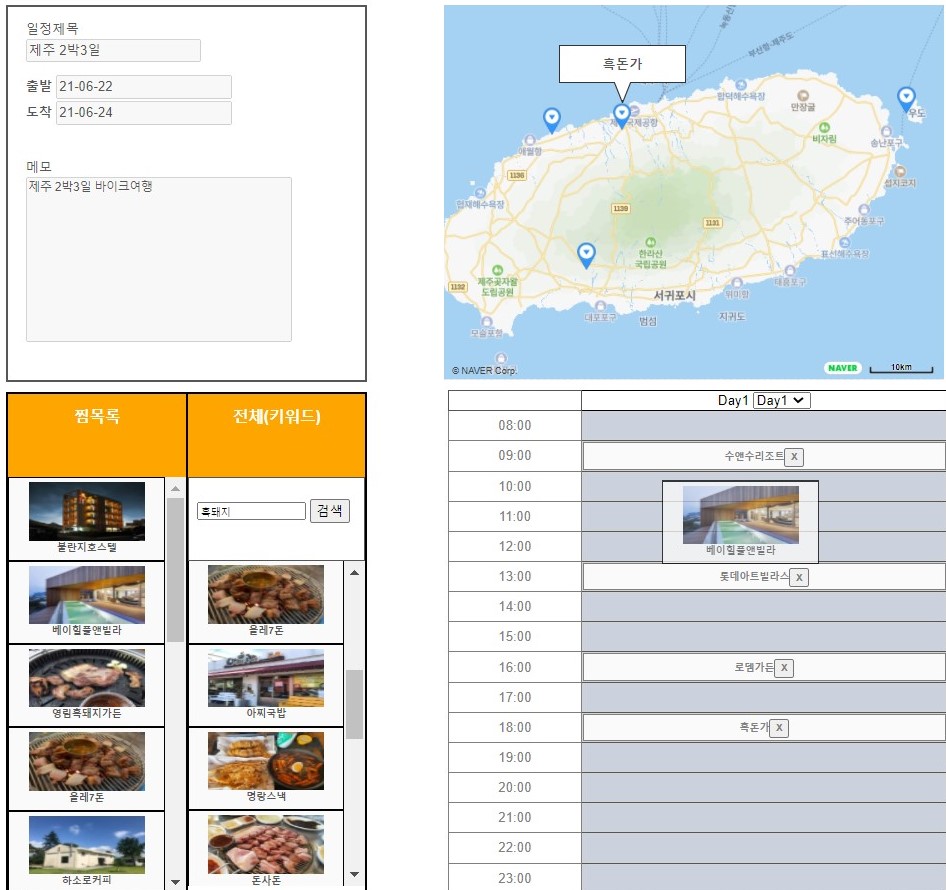 일정제목
제주 2박3일
출발 21-06-22
도착 21-06-24
메모
제주 2박3일 바이크여행
흑돈가
녹동신항
부산항-제주도
함덕해수욕장
만장굴
우도
제주국제공항
비자림
송난포구
애월항
1136
섭지코지
협재해수욕장
1139
1131
주어동포구
한라산
국립공원
표선해수욕장
제주곶자왈
도립공원
1132
태흥포구
위미항
서귀포시
대포포구
범섬
지귀도
모슬포항
© NAVER Corp.
NAVER
10km
찜목록
전체(키워드)
흑돼지 검색
불란지호스텔
베이힐풀앤빌라
영림흑돼지가든
올레7돈
하소로커피
올레7돈
아찌국밥
명랑스낵
돈사돈
Day1 Day1
08:00
09:00 수앤수리조트 X
10:00
11:00
12:00
베이힐풀앤빌라
13:00 롯데아트빌라스 X
14:00
15:00
16:00 로뎀가든 X
17:00
18:00 흑돈가 X
19:00
20:00
21:00
22:00
23:00